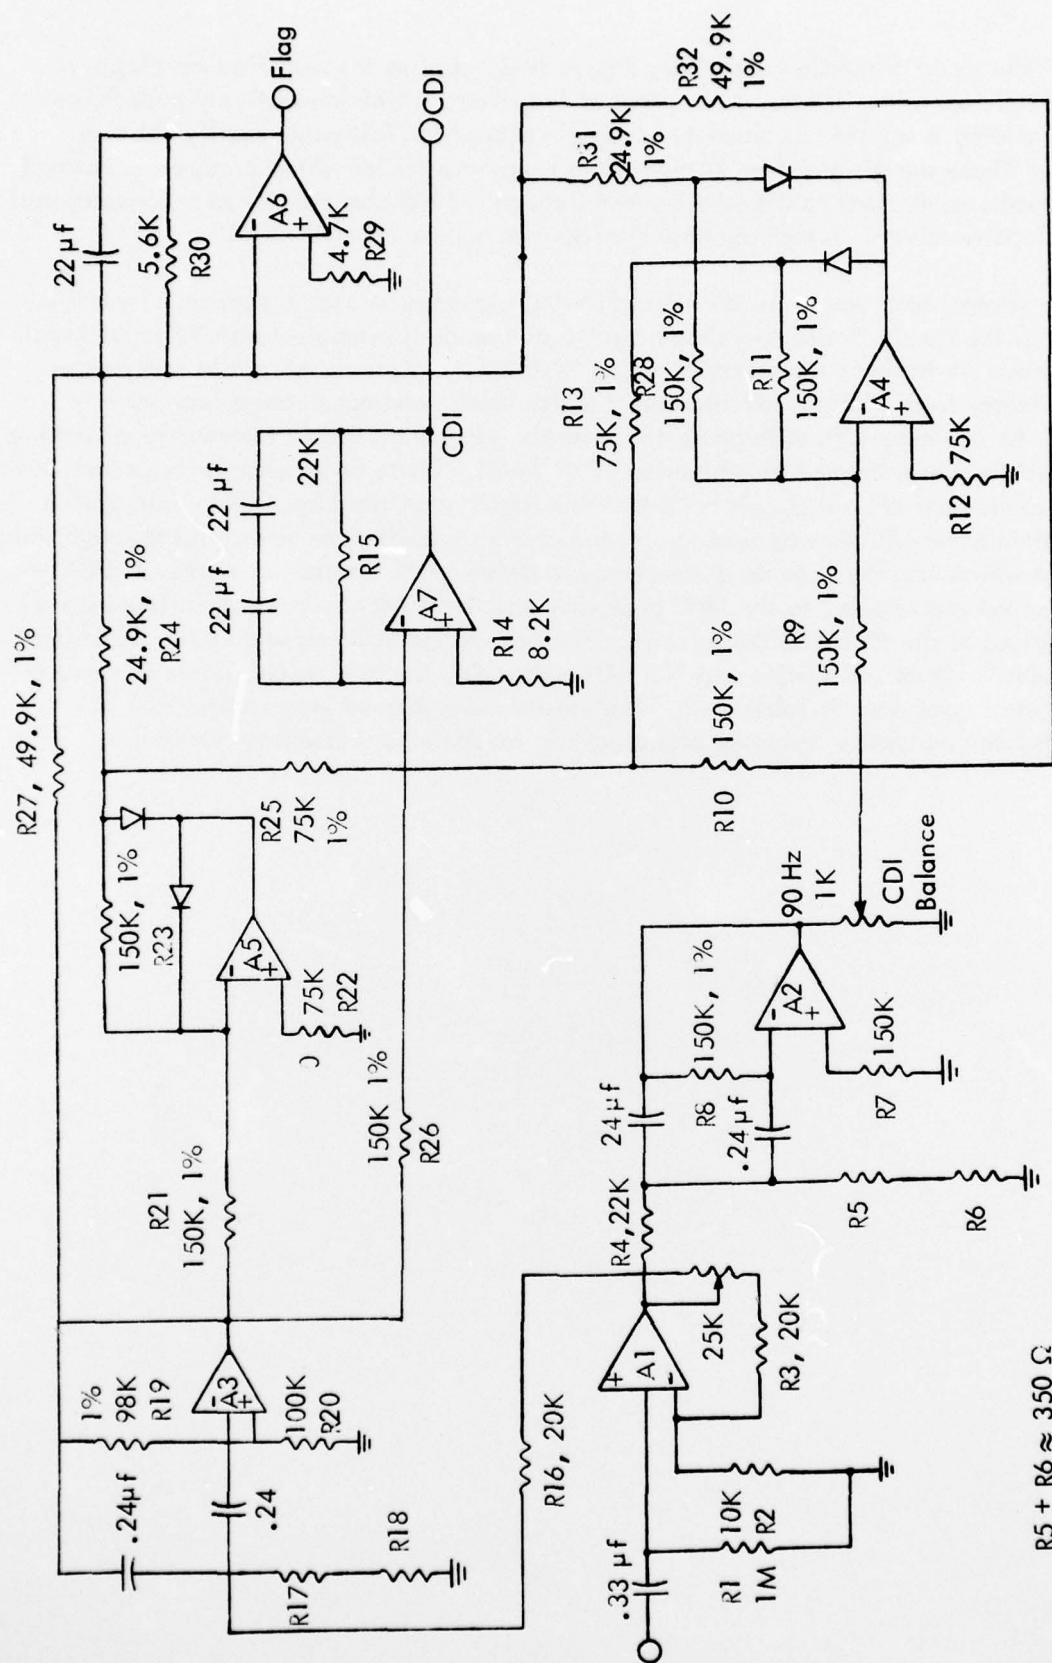 R27, 49.9K, 1%
22 µf
5.6K
R30
A6
-
+
Flag
4.7K
R29
24.9K, 1%
R24
22 µf
22 µf
22K
R15
CDI
CDI
A7
-
+
R14
8.2K
150K, 1%
R23
A5
-
+
75K
R22
R25
75K
1%
R21
150K, 1%
150K 1%
R26
1%
98K
R19
A3
-
+
100K
R20
.24µf
.24
R17
R18
R16, 20K
R31
24.9K
1%
R32
49.9K
1%
R13
75K, 1%
R28
150K, 1%
R11
150K, 1%
A4
-
+
R12
75K
R9
150K, 1%
150K, 1%
R10
90 Hz
1K
CDI
Balance
A2
-
+
150K, 1%
R8
24 µf
.24µf
150K
R7
R4, 22K
R5
R6
25K
A1
+
-
R3, 20K
.33 µf
R1
1M
10K
R2
R5 + R6 ≈ 350 Ω